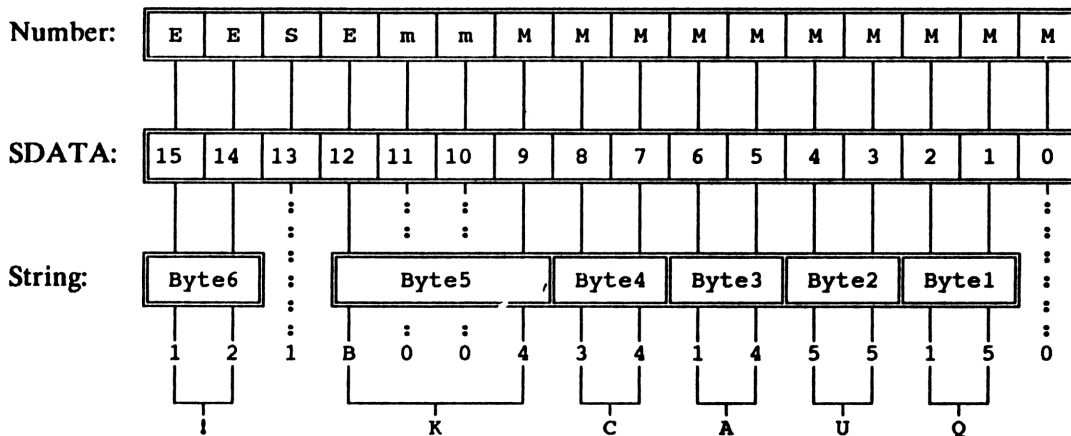 Number: E E S E m m M M M M M M M M M M
SDATA: 15 14 13 12 11 10 9 8 7 6 5 4 3 2 1 0
String: Byte6 Byte5 Byte4 Byte3 Byte2 Byte1
1 2 1 B 0 0 4 3 4 1 4 5 5 1 5 0
! K C A U Q